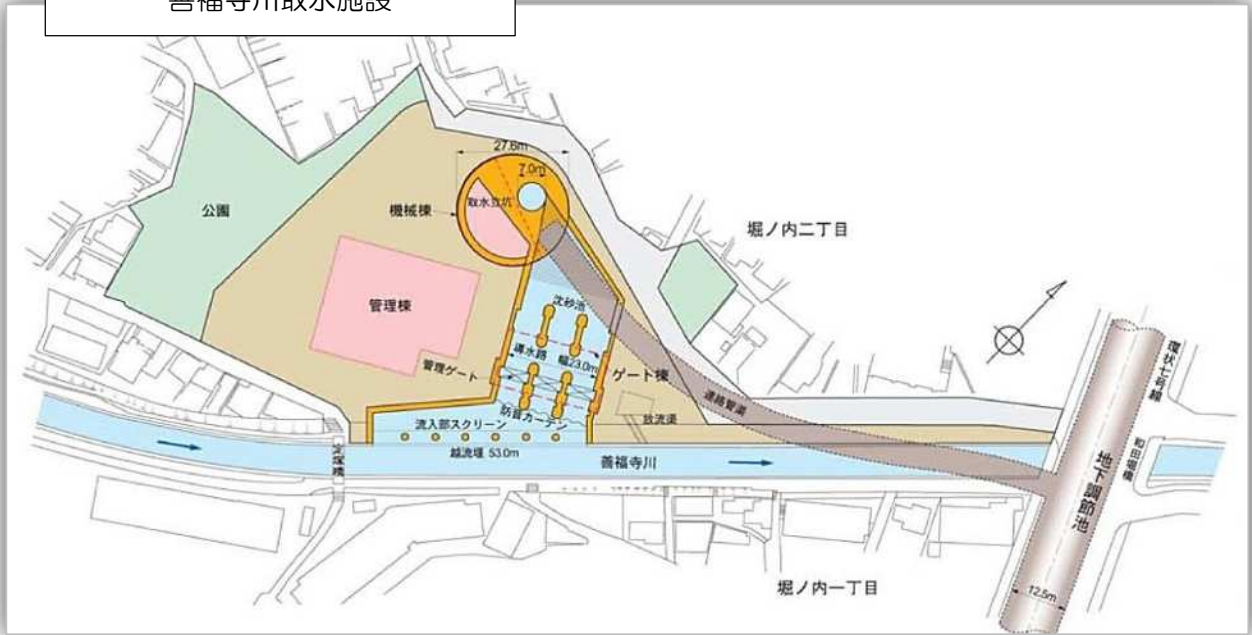 善福寺川取水施設
27.6m
7.0m
公園
機械棟
取水立坑
堀ノ内二丁目
管理棟
沈砂池
導水路
幅23.0m
管理ゲート
ゲート棟
防音カーテン
連絡管渠
放流渠
流入部スクリーン
越流堰 53.0m
善福寺川
定塚橋
環状七号線
和田堀橋
地下調節池
堀ノ内一丁目
12.5m